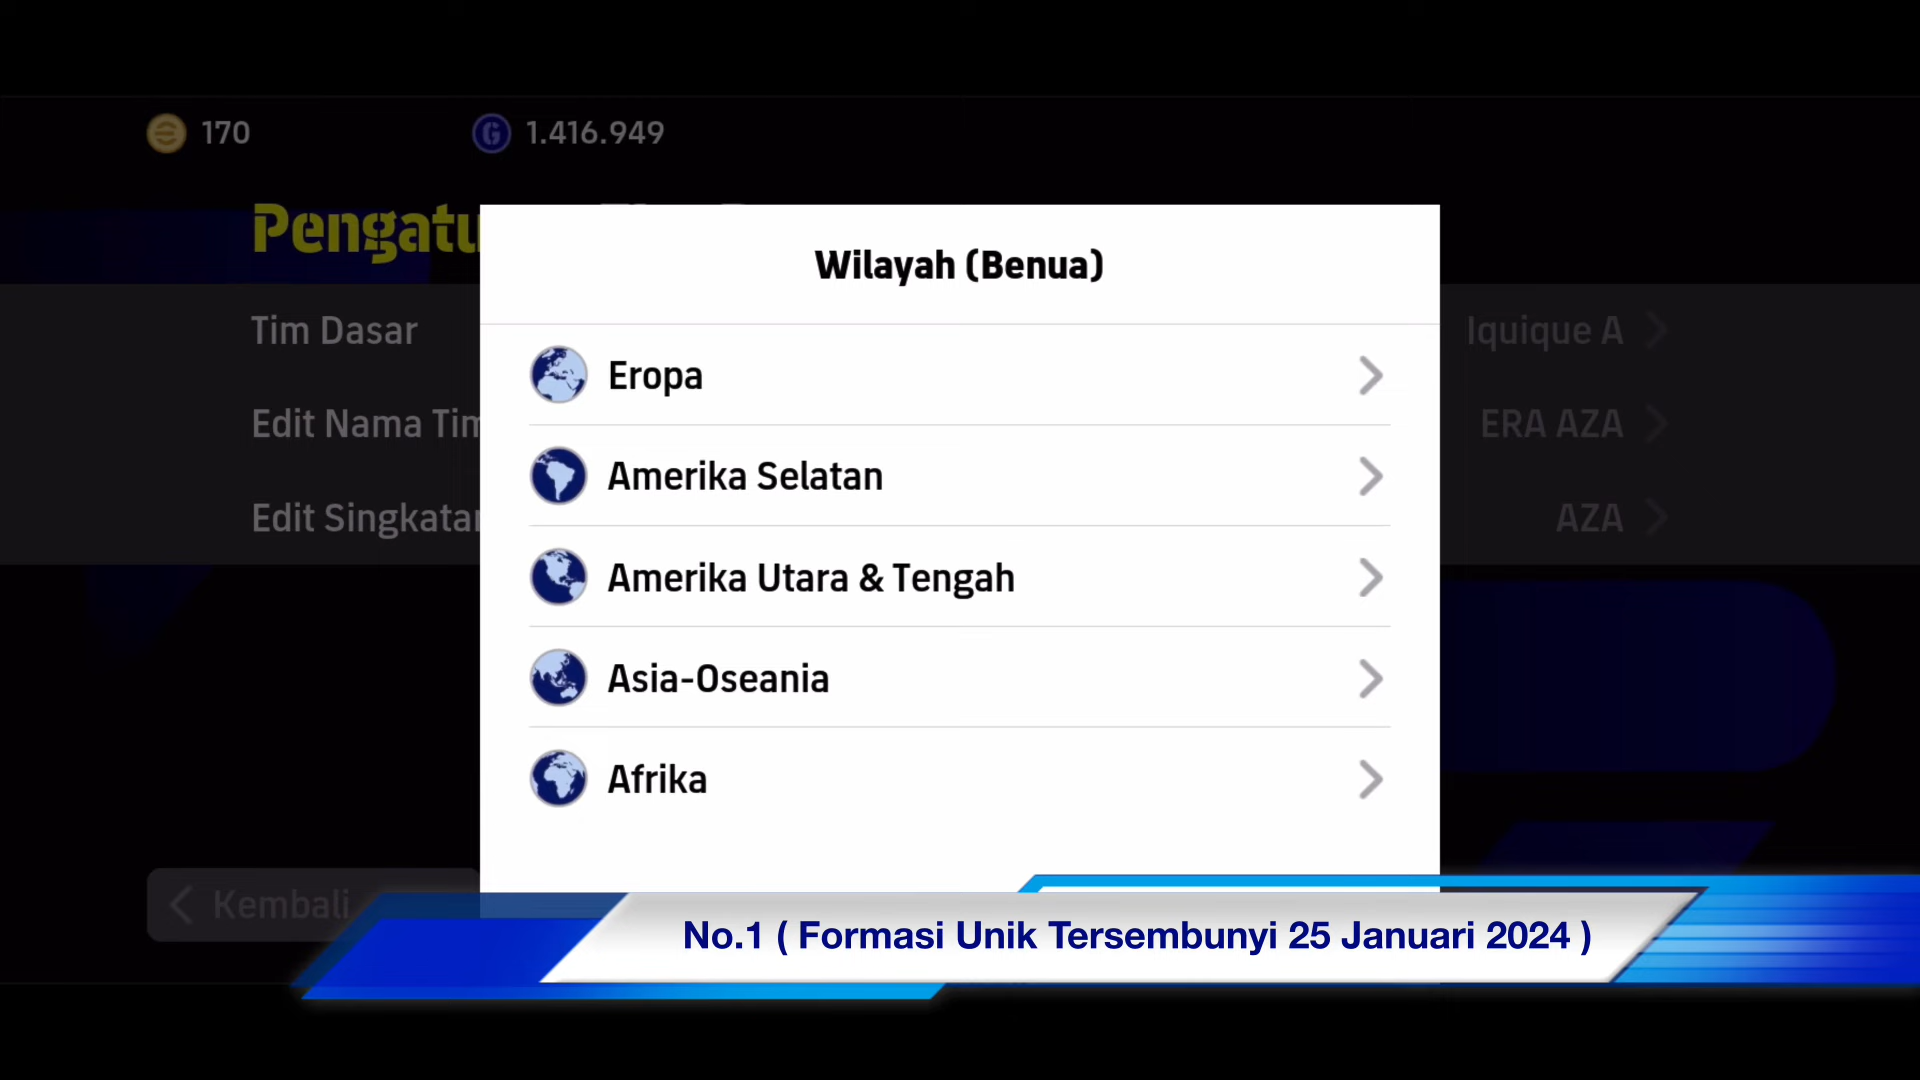 170
1.416.949
Pengatu
Wilayah (Benua)
Tim Dasar
Iquique A
Eropa
Edit Nama Tim
ERA AZA
Amerika Selatan
Edit Singkatan
AZA
Amerika Utara & Tengah
Asia-Oseania
Afrika
Kembali
No.1 ( Formasi Unik Tersembunyi 25 Januari 2024 )